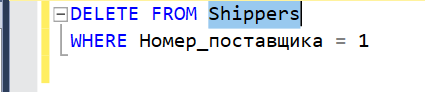 DELETE FROM Shippers
WHERE Номер_поставщика = 1